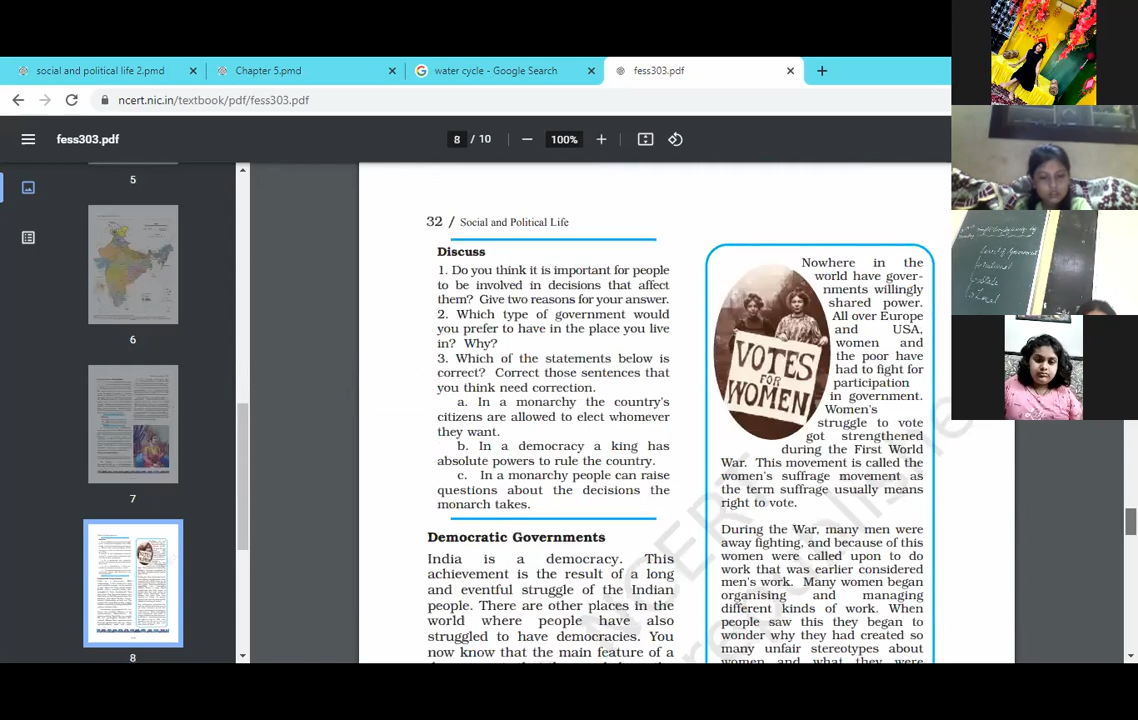 social and political life 2.pmd
Chapter 5.pmd
water cycle - Google Search
fess303.pdf
ncert.nic.in/textbook/pdf/fess303.pdf
fess303.pdf
8 / 10
100%
5
6
7
8
32 / Social and Political Life
Discuss
1. Do you think it is important for people
to be involved in decisions that affect
them? Give two reasons for your answer.
2. Which type of government would
you prefer to have in the place you live
in? Why?
3. Which of the statements below is
correct? Correct those sentences that
you think need correction.
a. In a monarchy the country's
citizens are allowed to elect whomever
they want.
b. In a democracy a king has
absolute powers to rule the country.
c. In a monarchy people can raise
questions about the decisions the
monarch takes.
Democratic Governments
India is a democracy. This
achievement is the result of a long
and eventful struggle of the Indian
people. There are other places in the
world where people have also
struggled to have democracies. You
now know that the main feature of a
VOTES
FOR
WOMEN
Nowhere in the
world have gover-
nments willingly
shared power.
All over Europe
and USA,
women and
the poor have
had to fight for
participation
in government.
Women's
struggle to vote
got strengthened
during the First World
War. This movement is called the
women's suffrage movement as
the term suffrage usually means
right to vote.
During the War, many men were
away fighting, and because of this
women were called upon to do
work that was earlier considered
men's work. Many women began
organising and managing
different kinds of work. When
people saw this they began to
wonder why they had created so
many unfair stereotypes about
women and what they were
NCERT
Level of Government
National
State
Local